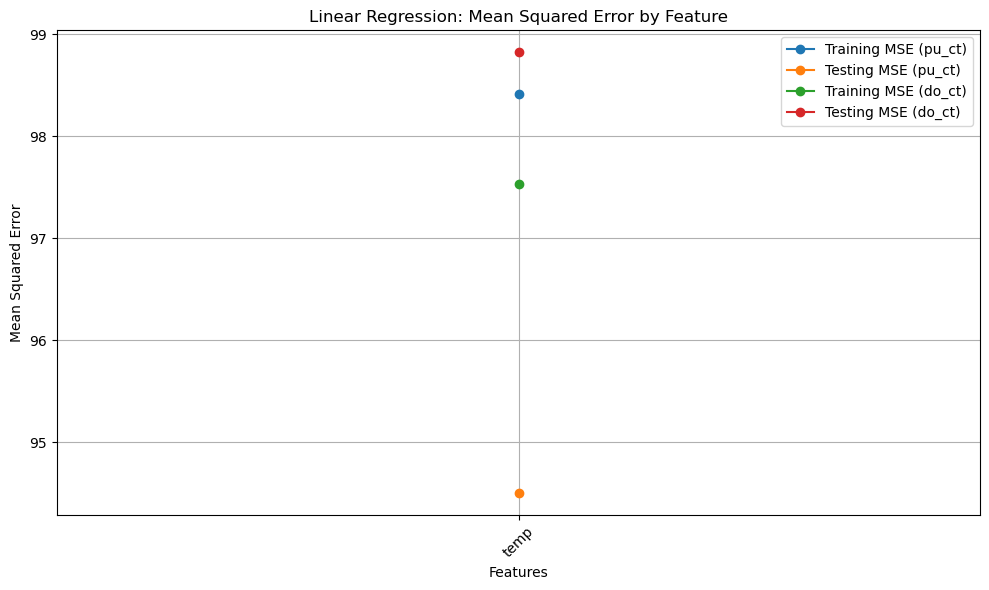 Linear Regression: Mean Squared Error by Feature
Training MSE (pu_ct)
Testing MSE (pu_ct)
Training MSE (do_ct)
Testing MSE (do_ct)
99
98
97
96
95
Mean Squared Error
temp
Features